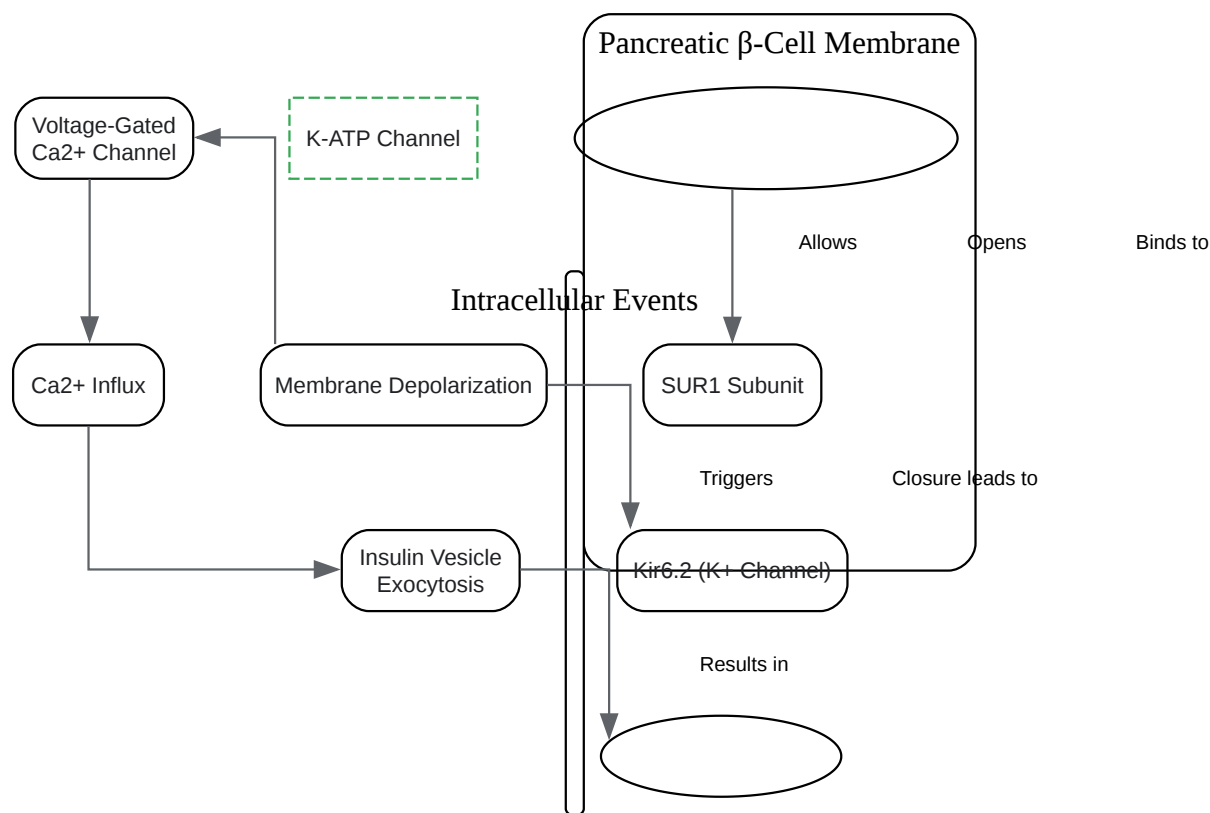 Pancreatic β-Cell Membrane
Voltage-Gated
Ca2+ Channel
K-ATP Channel
Allows
Opens
Binds to
Intracellular Events
Ca2+ Influx
Membrane Depolarization
SUR1 Subunit
Triggers
Closure leads to
Insulin Vesicle
Exocytosis
Kir6.2 (K+ Channel)
Results in